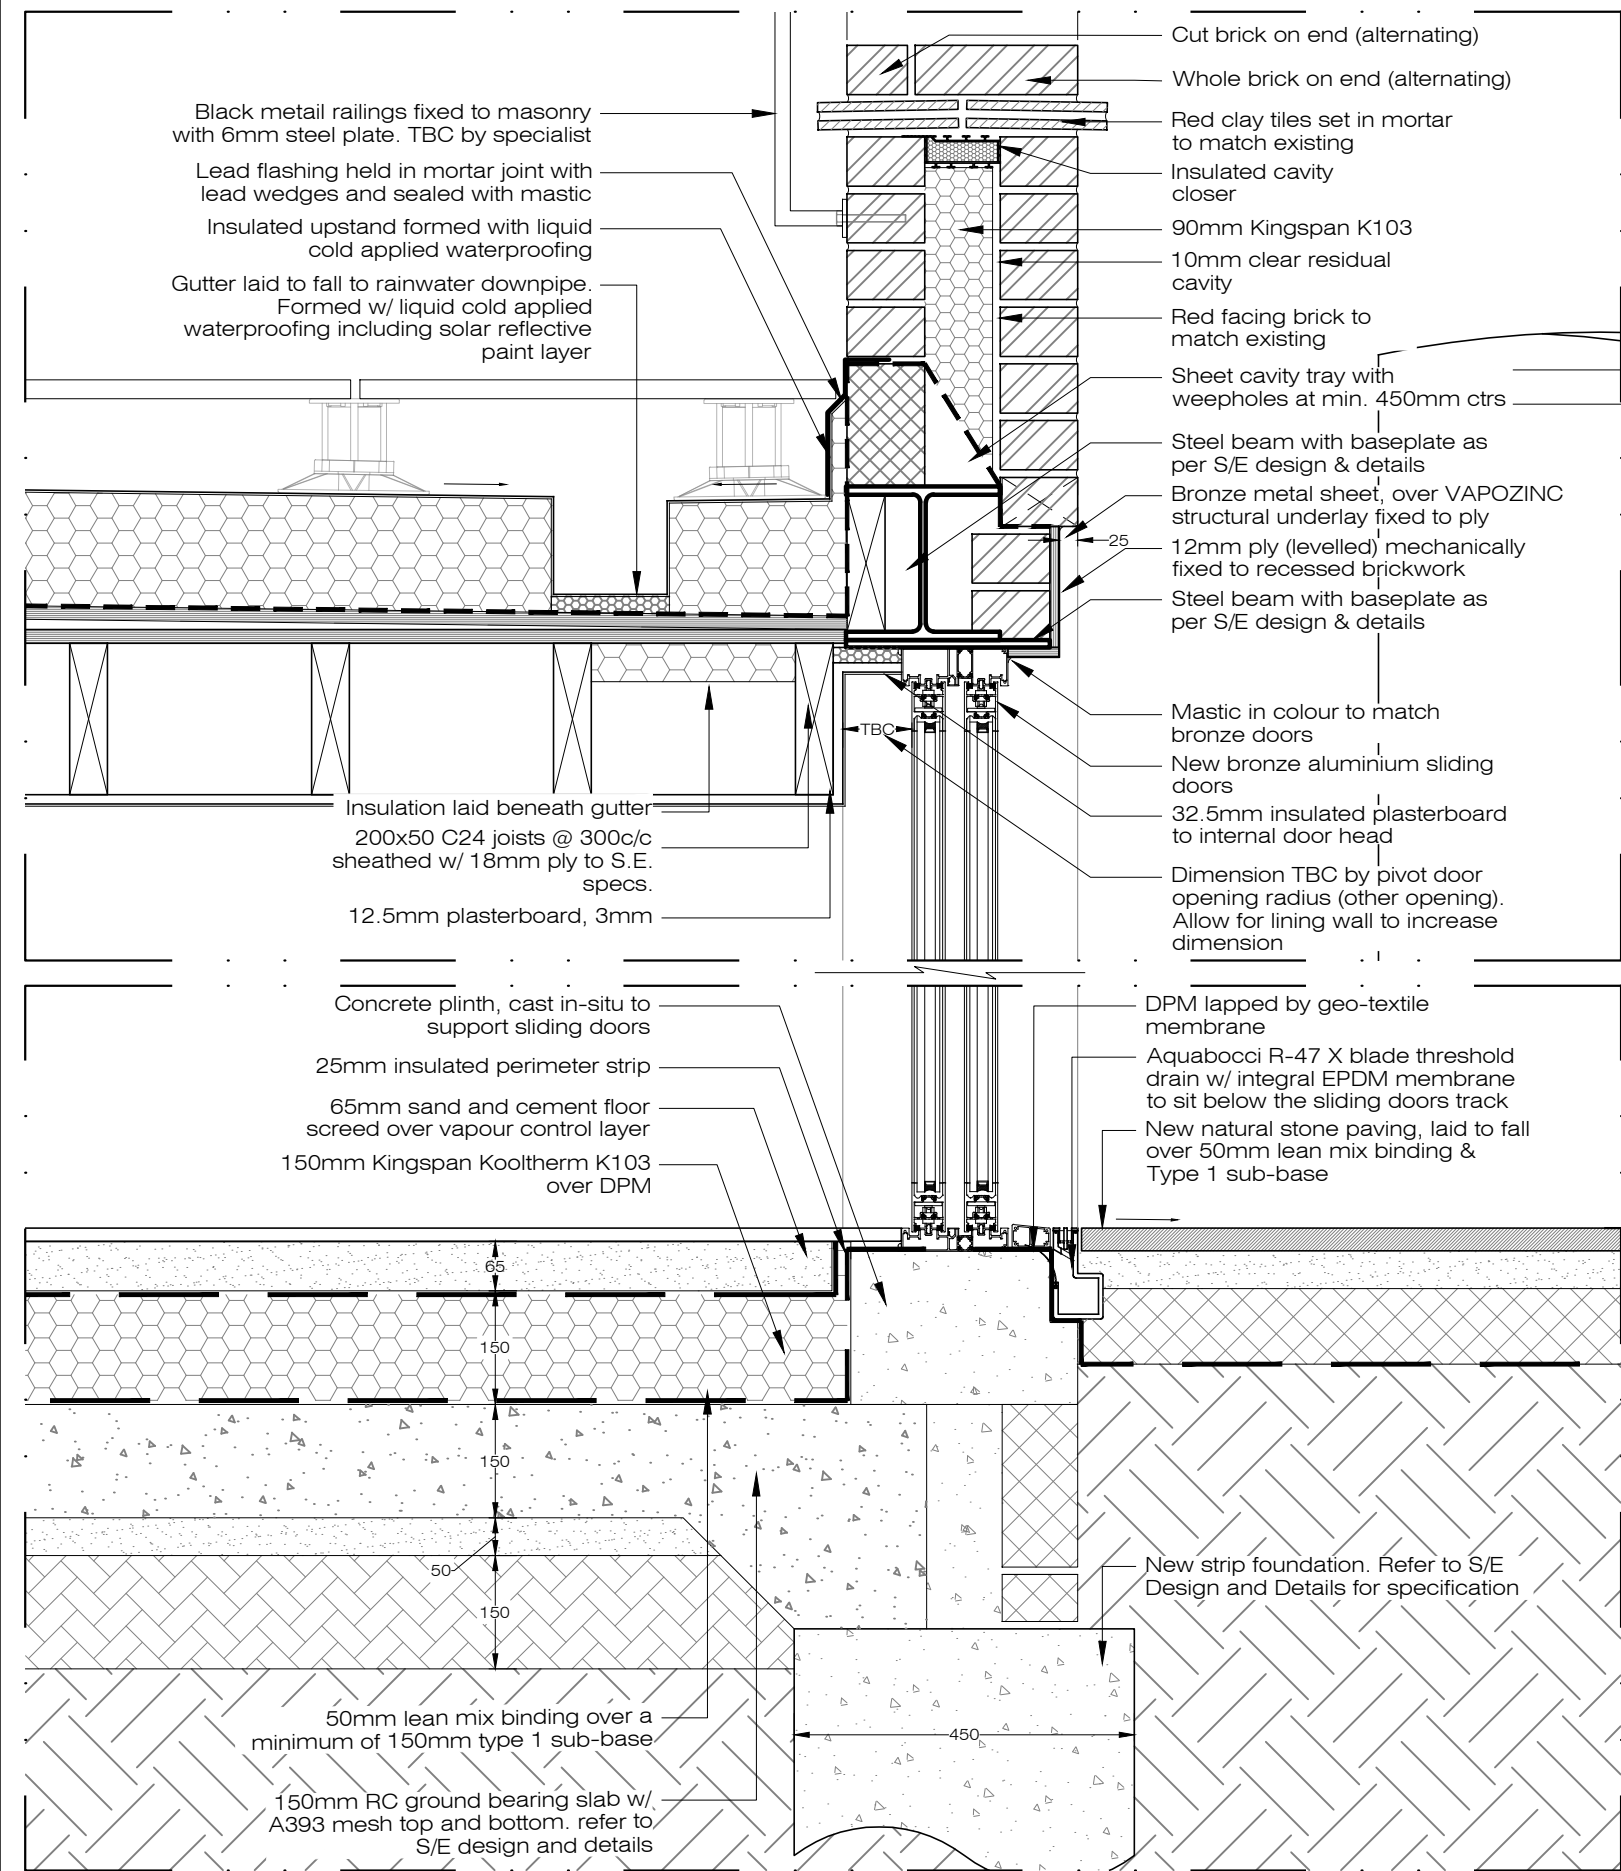 Cut brick on end (alternating)
Whole brick on end (alternating)
Red clay tiles set in mortar
to match existing
Insulated cavity
closer
90mm Kingspan K103
10mm clear residual
cavity
Red facing brick to
match existing
Sheet cavity tray with
weepholes at min. 450mm ctrs
Steel beam with baseplate as
per S/E design & details
Bronze metal sheet, over VAPOZINC
structural underlay fixed to ply
25
12mm ply (levelled) mechanically
fixed to recessed brickwork
Steel beam with baseplate as
per S/E design & details
Mastic in colour to match
bronze doors
New bronze aluminium sliding
doors
32.5mm insulated plasterboard
to internal door head
Dimension TBC by pivot door
opening radius (other opening).
Allow for lining wall to increase
dimension
Black metail railings fixed to masonry
with 6mm steel plate. TBC by specialist
Lead flashing held in mortar joint with
lead wedges and sealed with mastic
Insulated upstand formed with liquid
cold applied waterproofing
Gutter laid to fall to rainwater downpipe.
Formed w/ liquid cold applied
waterproofing including solar reflective
paint layer
TBC
Insulation laid beneath gutter
200x50 C24 joists @ 300c/c
sheathed w/ 18mm ply to S.E.
specs.
12.5mm plasterboard, 3mm
Concrete plinth, cast in-situ to
support sliding doors
25mm insulated perimeter strip
65mm sand and cement floor
screed over vapour control layer
150mm Kingspan Kooltherm K103
over DPM
DPM lapped by geo-textile
membrane
Aquabocci R-47 X blade threshold
drain w/ integral EPDM membrane
to sit below the sliding doors track
New natural stone paving, laid to fall
over 50mm lean mix binding &
Type 1 sub-base
65
150
150
50
150
New strip foundation. Refer to S/E
Design and Details for specification
450
50mm lean mix binding over a
minimum of 150mm type 1 sub-base
150mm RC ground bearing slab w/
A393 mesh top and bottom. refer to
S/E design and details